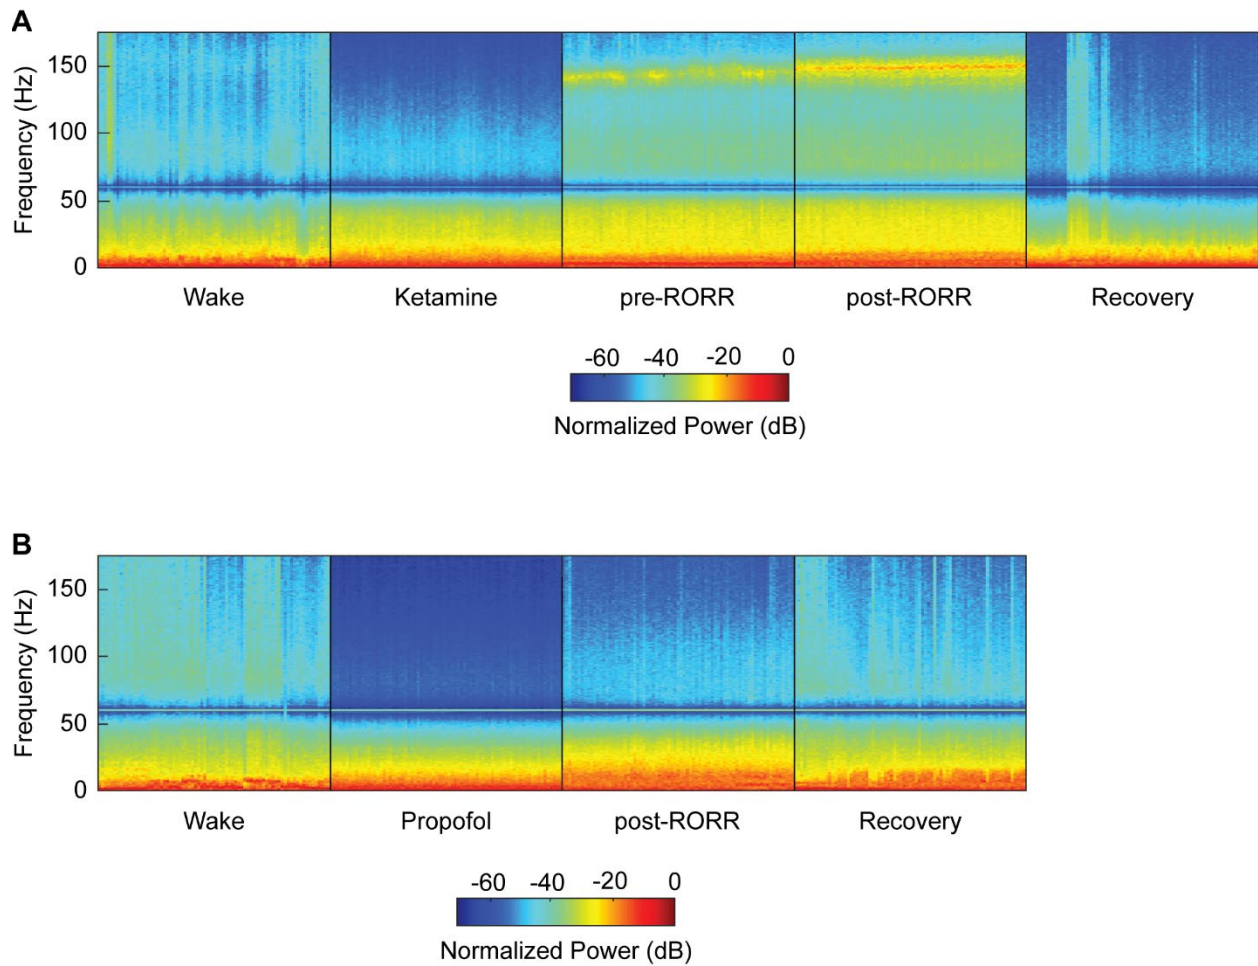 A
Frequency (Hz)
150
100
50
0
Wake Ketamine pre-RORR post-RORR Recovery
-60 -40 -20 0
Normalized Power (dB)
B
Frequency (Hz)
150
100
50
0
Wake Propofol post-RORR Recovery
-60 -40 -20 0
Normalized Power (dB)